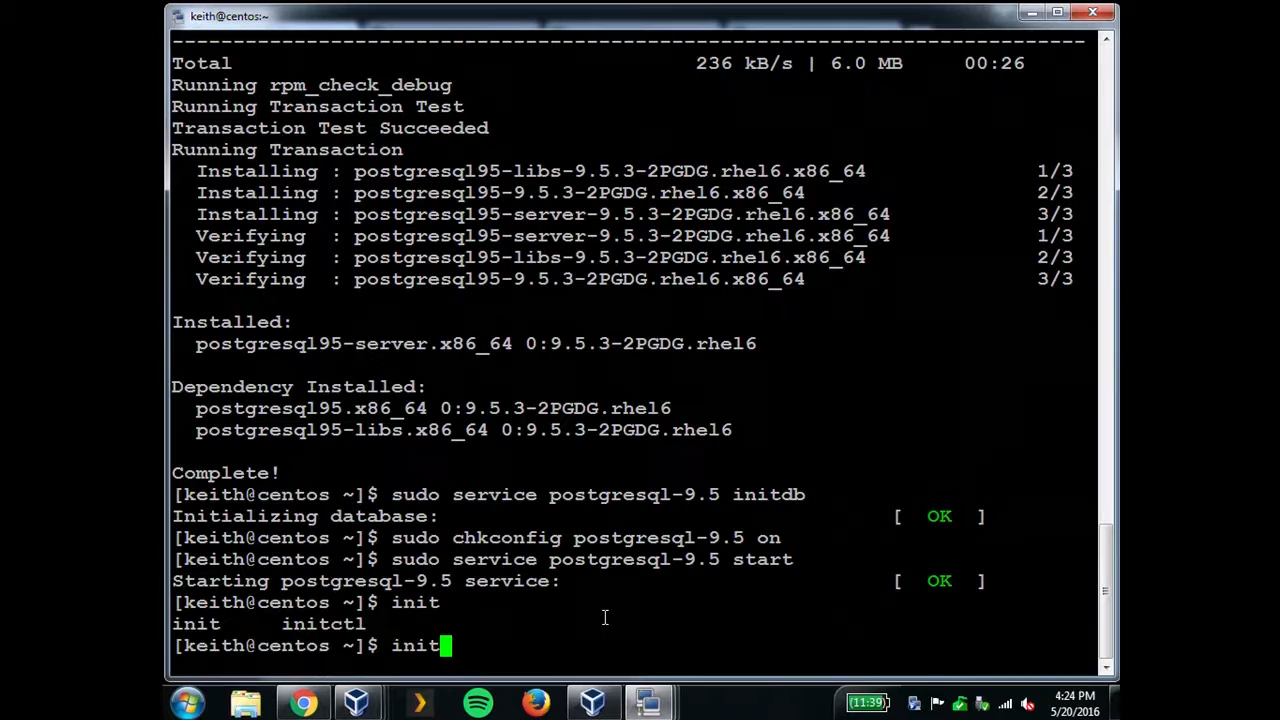 keith@centos:~
--------------------------------------------------------------------------------
Total 236 kB/s | 6.0 MB 00:26
Running rpm_check_debug
Running Transaction Test
Transaction Test Succeeded
Running Transaction
Installing : postgresql95-libs-9.5.3-2PGDG.rhel6.x86_64 1/3
Installing : postgresql95-9.5.3-2PGDG.rhel6.x86_64 2/3
Installing : postgresql95-server-9.5.3-2PGDG.rhel6.x86_64 3/3
Verifying : postgresql95-server-9.5.3-2PGDG.rhel6.x86_64 1/3
Verifying : postgresql95-libs-9.5.3-2PGDG.rhel6.x86_64 2/3
Verifying : postgresql95-9.5.3-2PGDG.rhel6.x86_64 3/3
Installed:
postgresql95-server.x86_64 0:9.5.3-2PGDG.rhel6
Dependency Installed:
postgresql95.x86_64 0:9.5.3-2PGDG.rhel6
postgresql95-libs.x86_64 0:9.5.3-2PGDG.rhel6
Complete!
[keith@centos ~]$ sudo service postgresql-9.5 initdb
Initializing database: [ OK ]
[keith@centos ~]$ sudo chkconfig postgresql-9.5 on
[keith@centos ~]$ sudo service postgresql-9.5 start
Starting postgresql-9.5 service: [ OK ]
[keith@centos ~]$ init
init initctl
[keith@centos ~]$ init
(11:39)
4:24 PM
5/20/2016